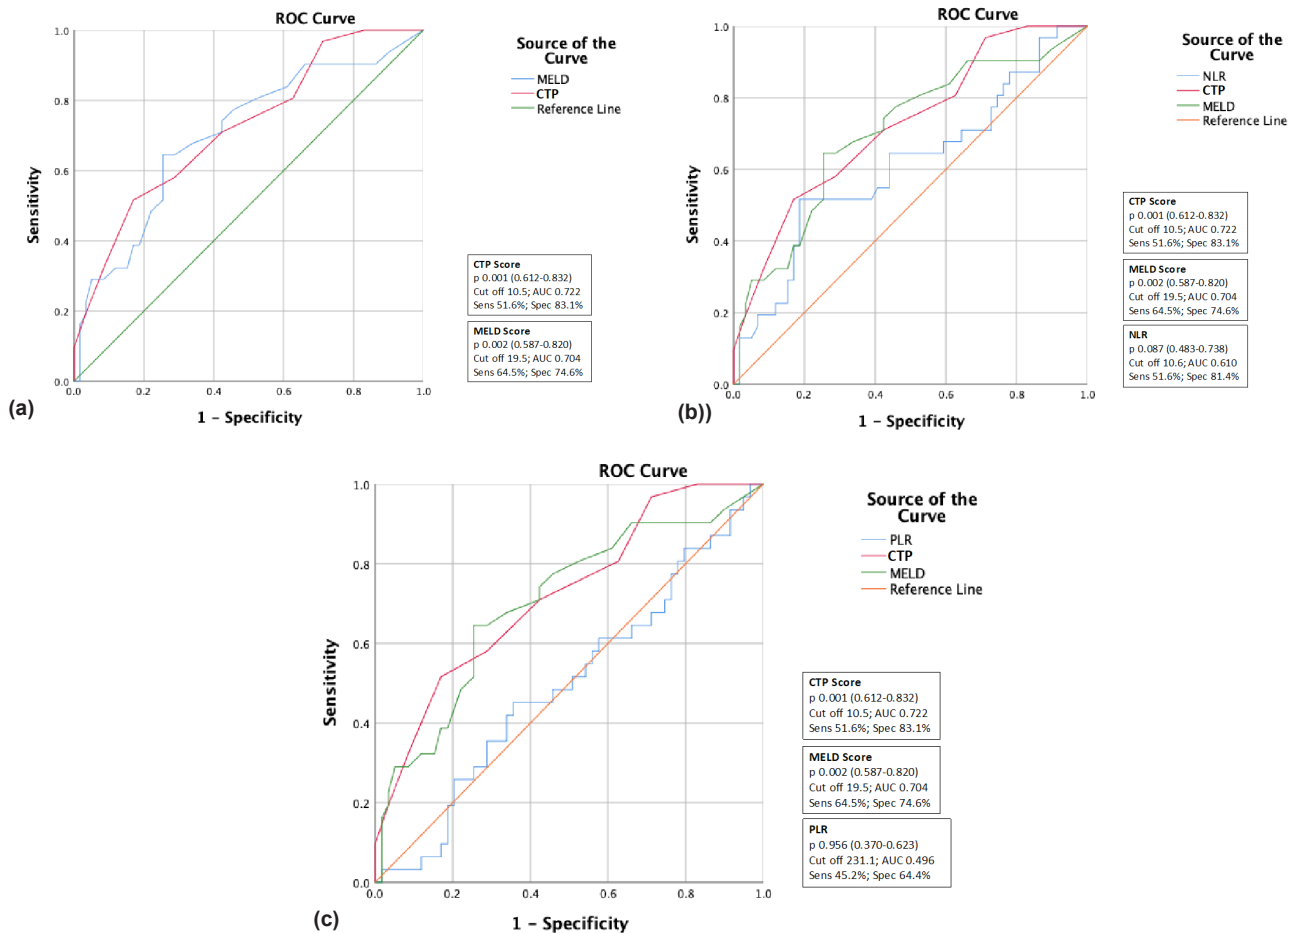 ROC Curve
Source of the
Curve
MELD
CTP
Reference Line
1.0
0.8
0.6
0.4
0.2
0.0
0.0
0.2
0.4
0.6
0.8
1.0
Sensitivity
1 – Specificity
CTP Score
p 0.001 (0.612-0.832)
Cut off 10.5; AUC 0.722
Sens 51.6%; Spec 83.1%
MELD Score
p 0.002 (0.587-0.820)
Cut off 19.5; AUC 0.704
Sens 64.5%; Spec 74.6%
(a)
ROC Curve
Source of the
Curve
NLR
CTP
MELD
Reference Line
1.0
0.8
0.6
0.4
0.2
0.0
0.0
0.2
0.4
0.6
0.8
1.0
Sensitivity
1 – Specificity
CTP Score
p 0.001 (0.612-0.832)
Cut off 10.5; AUC 0.722
Sens 51.6%; Spec 83.1%
MELD Score
p 0.002 (0.587-0.820)
Cut off 19.5; AUC 0.704
Sens 64.5%; Spec 74.6%
NLR
p 0.087 (0.483-0.738)
Cut off 10.6; AUC 0.610
Sens 51.6%; Spec 81.4%
(b))
ROC Curve
Source of the
Curve
PLR
CTP
MELD
Reference Line
1.0
0.8
0.6
0.4
0.2
0.0
0.0
0.2
0.4
0.6
0.8
1.0
Sensitivity
1 – Specificity
CTP Score
p 0.001 (0.612-0.832)
Cut off 10.5; AUC 0.722
Sens 51.6%; Spec 83.1%
MELD Score
p 0.002 (0.587-0.820)
Cut off 19.5; AUC 0.704
Sens 64.5%; Spec 74.6%
PLR
p 0.956 (0.370-0.623)
Cut off 231.1; AUC 0.496
Sens 45.2%; Spec 64.4%
(c)